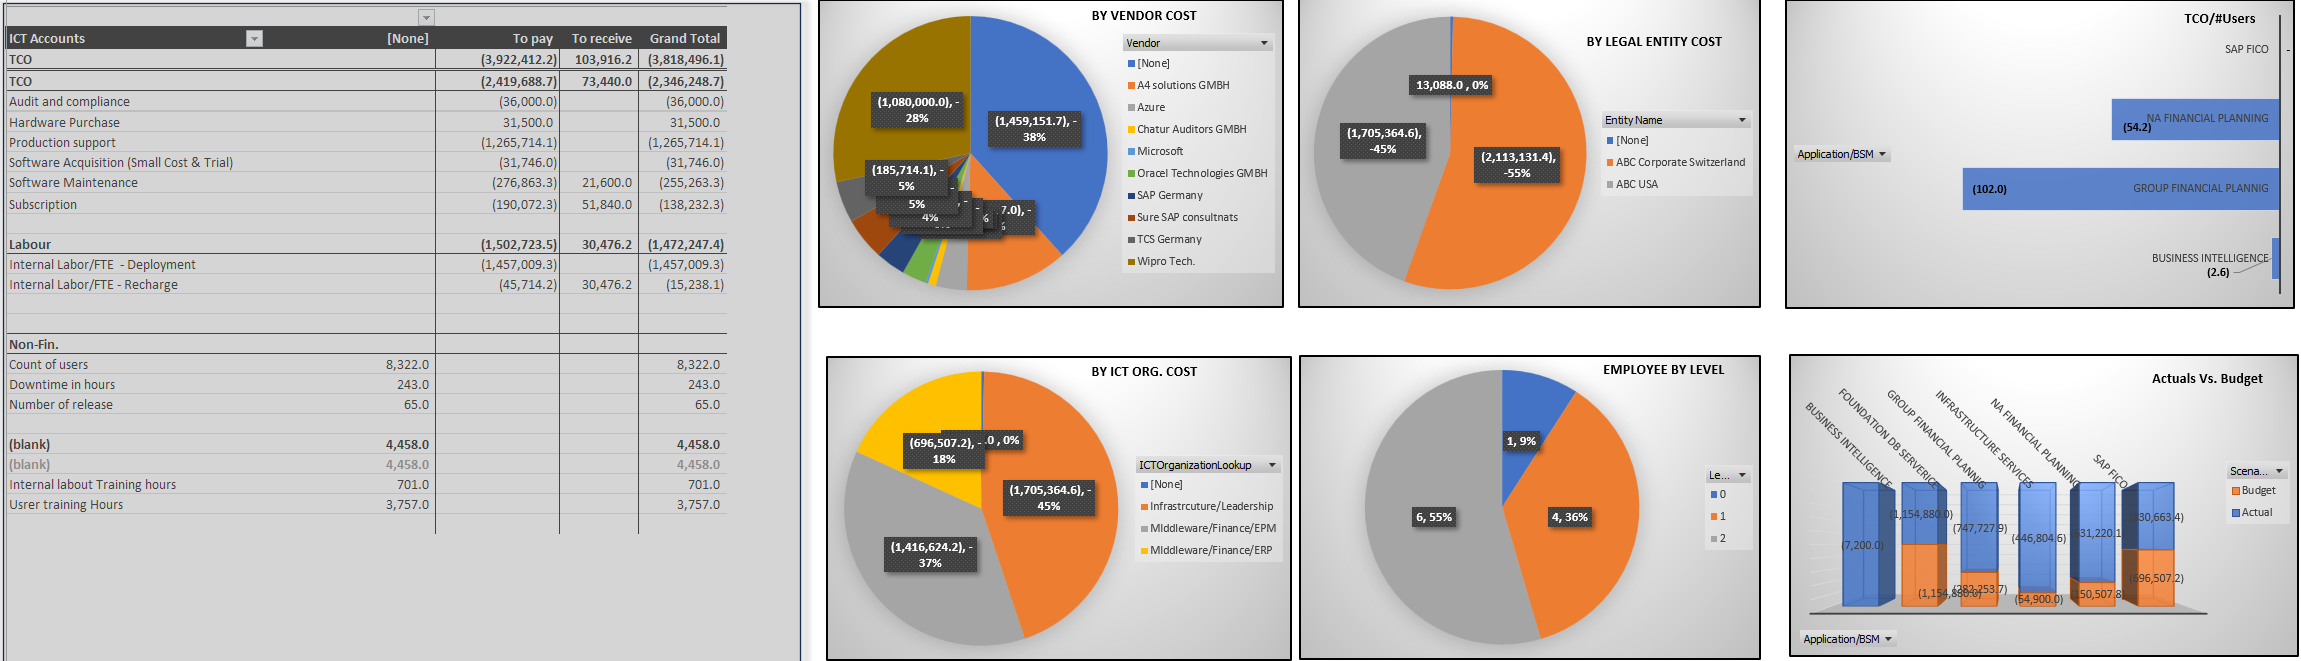 ICT Accounts [None] To pay To receive Grand Total
TCO (3,922,412.2) 103,916.2 (3,818,496.1)
TCO (2,419,688.7) 73,440.0 (2,346,248.7)
Audit and compliance (36,000.0) (36,000.0)
Hardware Purchase 31,500.0 31,500.0
Production support (1,265,714.1) (1,265,714.1)
Software Acquisition (Small Cost & Trial) (31,746.0) (31,746.0)
Software Maintenance (276,863.3) 21,600.0 (255,263.3)
Subscription (190,072.3) 51,840.0 (138,232.3)
Labour (1,502,723.5) 30,476.2 (1,472,247.4)
Internal Labor/FTE - Deployment (1,457,009.3) (1,457,009.3)
Internal Labor/FTE - Recharge (45,714.2) 30,476.2 (15,238.1)
Non-Fin.
Count of users 8,322.0 8,322.0
Downtime in hours 243.0 243.0
Number of release 65.0 65.0
(blank) 4,458.0 4,458.0
(blank) 4,458.0 4,458.0
Internal labout Training hours 701.0 701.0
Usrer training Hours 3,757.0 3,757.0
BY VENDOR COST
Vendor
[None]
A4 solutions GMBH
Azure
Chatur Auditors GMBH
Microsoft
Oracel Technologies GMBH
SAP Germany
Sure SAP consultnats
TCS Germany
Wipro Tech.
(1,080,000.0), -
28%
(1,459,151.7), -
38%
(185,714.1), -
5%
5%
4%
7.0), -
BY LEGAL ENTITY COST
13,088.0 , 0%
(1,705,364.6),
-45%
(2,113,131.4),
-55%
Entity Name
[None]
ABC Corporate Switzerland
ABC USA
TCO/#Users
SAP FICO -
NA FINANCIAL PLANNING
(54.2)
Application/BSM
(102.0) GROUP FINANCIAL PLANNIG
BUSINESS INTELLIGENCE
(2.6)
BY ICT ORG. COST
(696,507.2), -
18%
.0 , 0%
(1,705,364.6), -
45%
(1,416,624.2), -
37%
ICTOrganizationLookup
[None]
Infrastrcuture/Leadership
MIddleware/Finance/EPM
MIddleware/Finance/ERP
EMPLOYEE BY LEVEL
1, 9%
6, 55%
4, 36%
Le...
0
1
2
Actuals Vs. Budget
BUSINESS INTELLIGENCE
FOUNDATION DB SERVERICE
GROUP FINANCIAL PLANNIG
INFRASTRUCTURE SERVICES
NA FINANCIAL PLANNING
SAP FICO
(7,200.0)
(1,154,880.0)
(747,727.9)
(446,804.6)
(1,154,880.0)
(282,253.7)
(54,900.0)
(150,507.8)
(696,507.2)
Scena...
Budget
Actual
Application/BSM